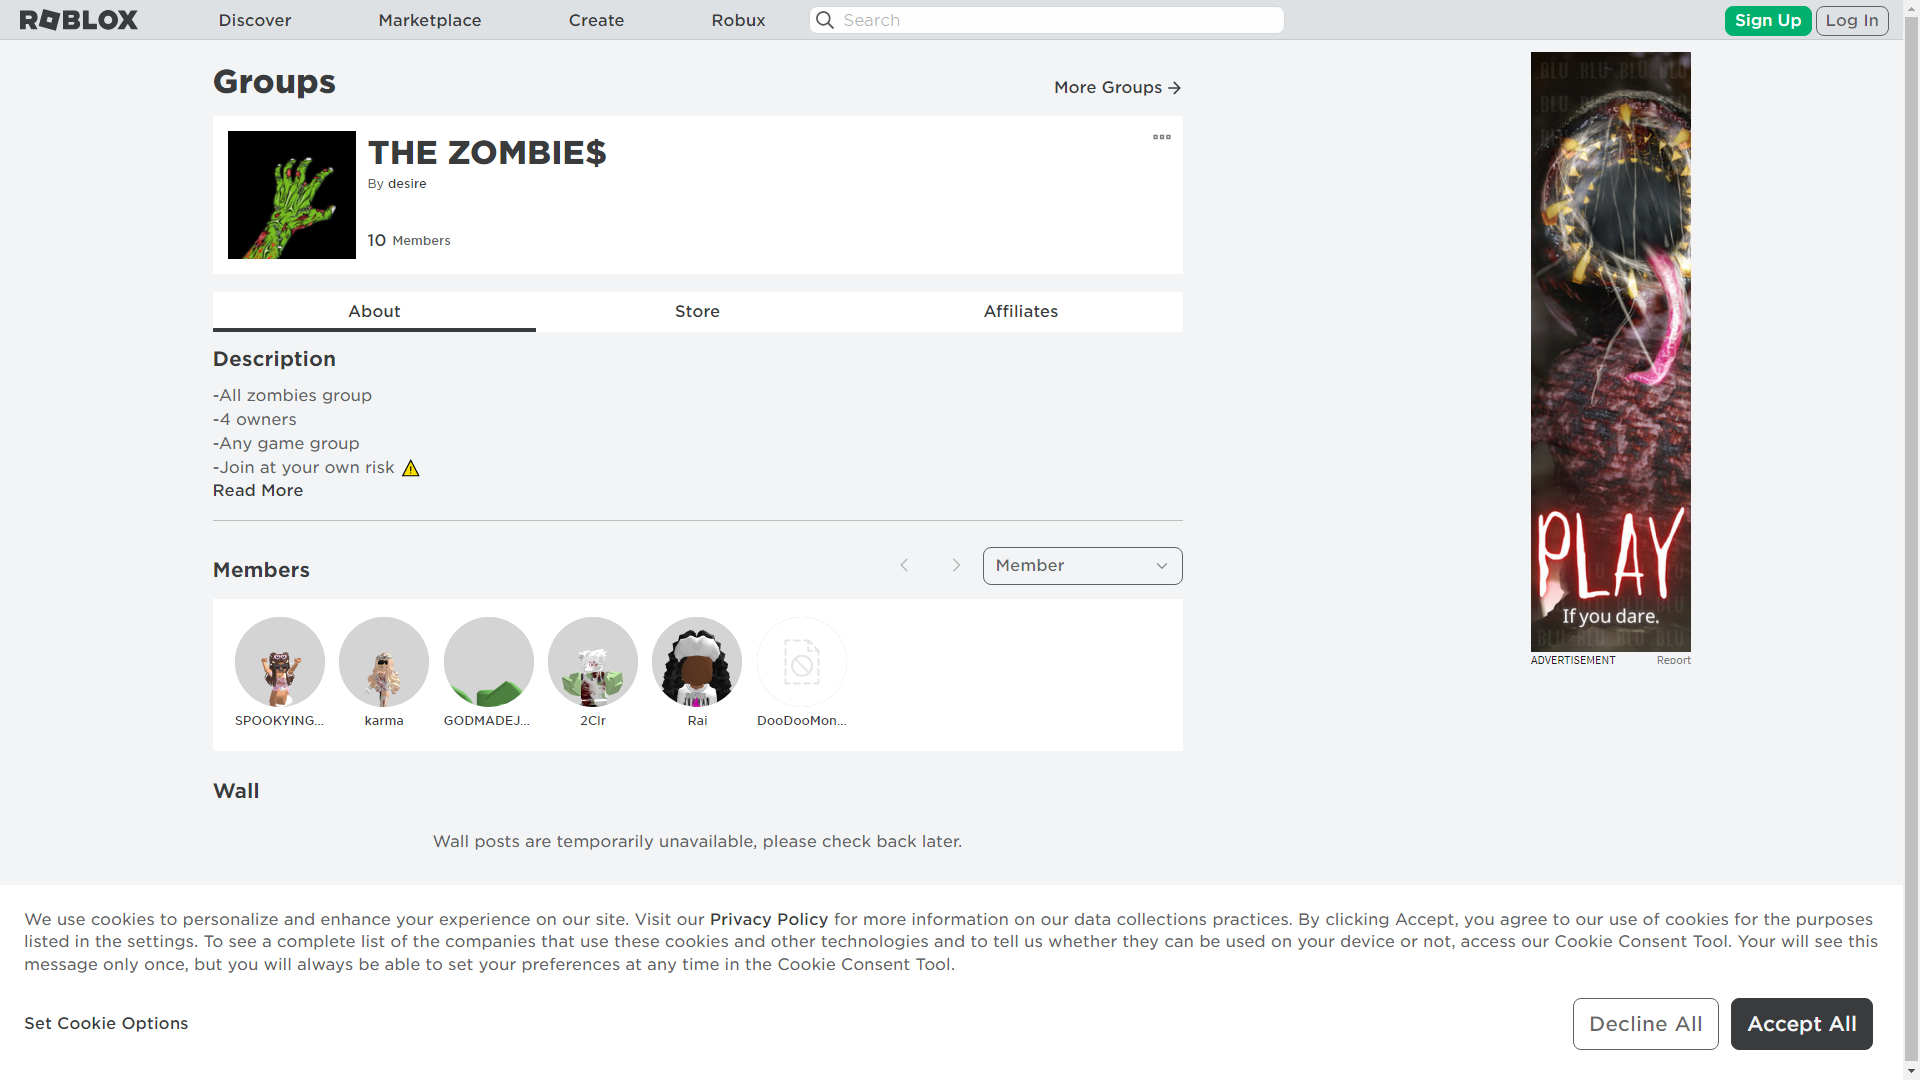 ROBLOX
Discover
Marketplace
Create
Robux
Search
Sign Up
Log In
Groups
More Groups
THE ZOMBIE$
By desire
10 Members
About
Store
Affiliates
Description
-All zombies group
-4 owners
-Any game group
-Join at your own risk ⚠
Read More
Members
Member
SPOOKYING...
karma
GODMADEJ...
2Clr
Rai
DooDooMon...
Wall
Wall posts are temporarily unavailable, please check back later.
.BLU .BLU .BLU .BLU
PLAY
If you dare.
ADVERTISEMENT
Report
We use cookies to personalize and enhance your experience on our site. Visit our Privacy Policy for more information on our data collections practices. By clicking Accept, you agree to our use of cookies for the purposes
listed in the settings. To see a complete list of the companies that use these cookies and other technologies and to tell us whether they can be used on your device or not, access our Cookie Consent Tool. Your will see this
message only once, but you will always be able to set your preferences at any time in the Cookie Consent Tool.
Set Cookie Options
Decline All
Accept All